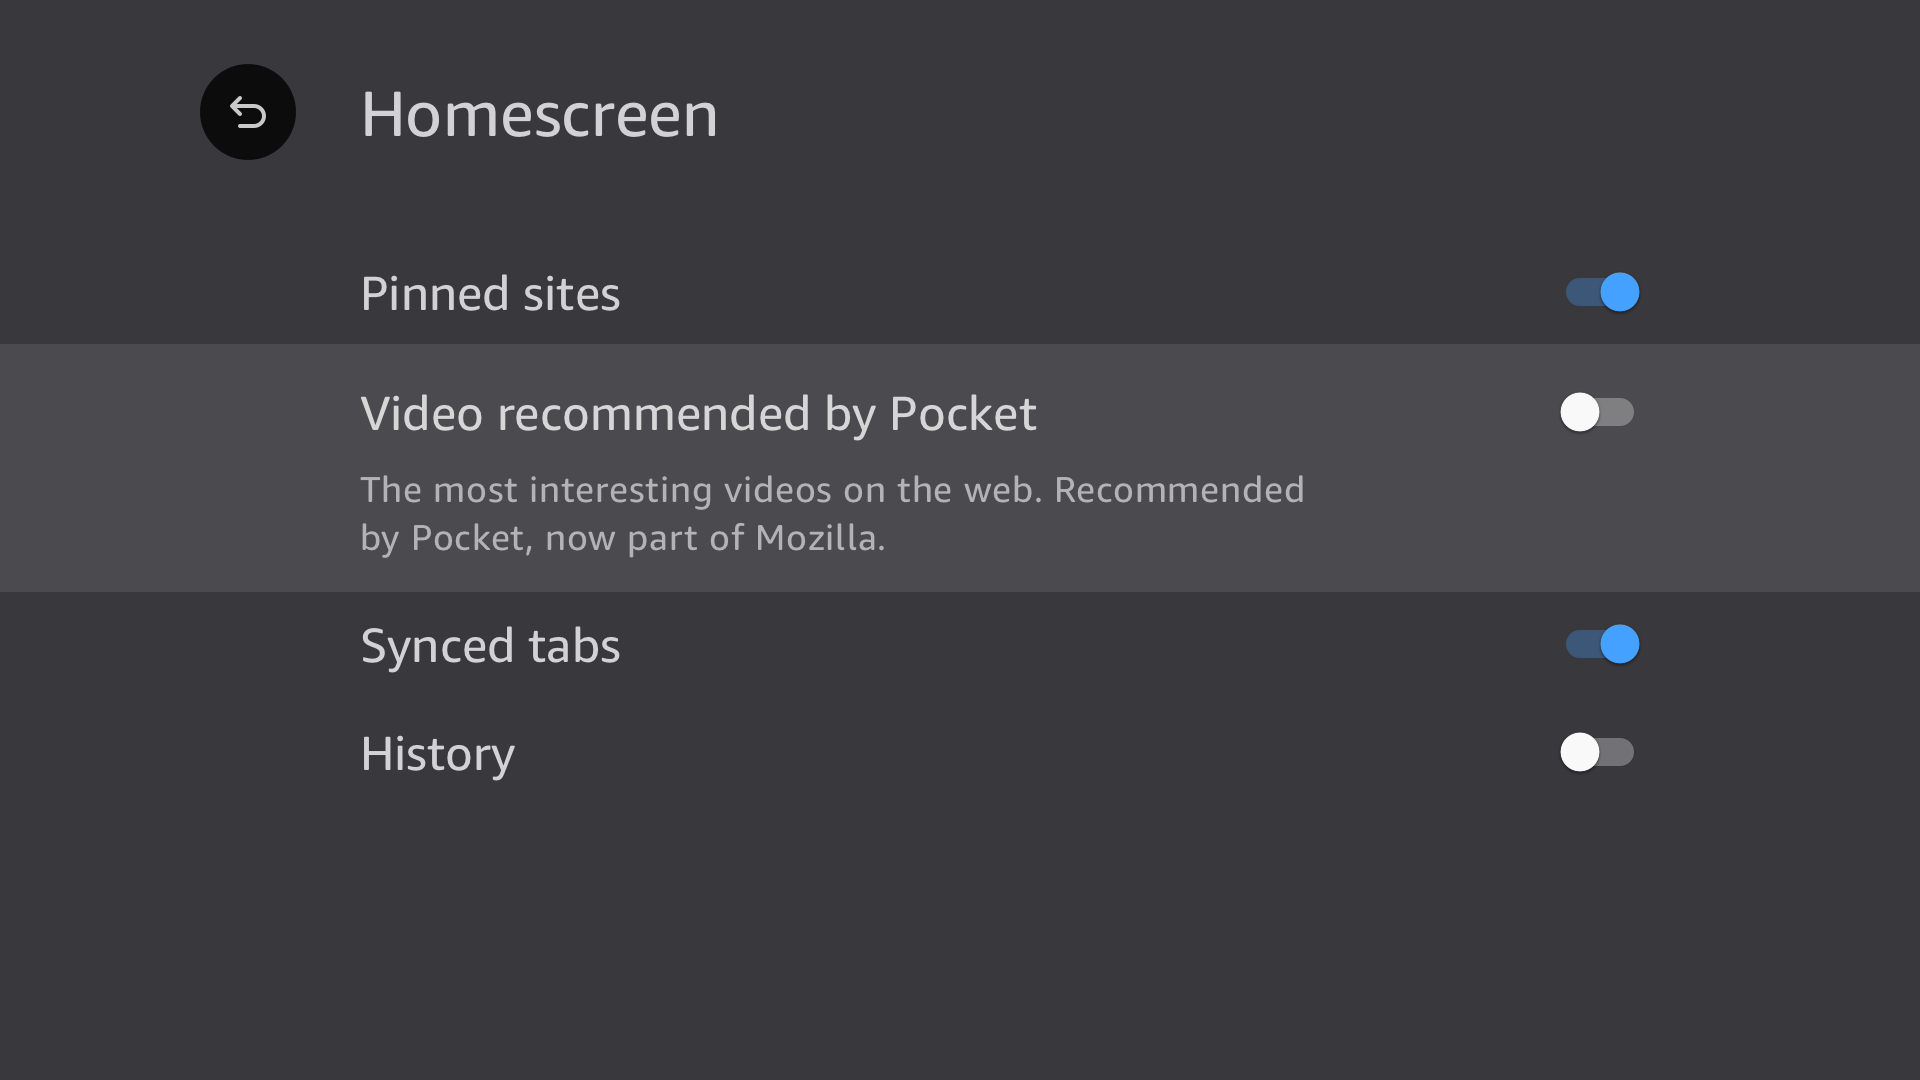 Homescreen
Pinned sites
Video recommended by Pocket
The most interesting videos on the web. Recommended
by Pocket, now part of Mozilla.
Synced tabs
History